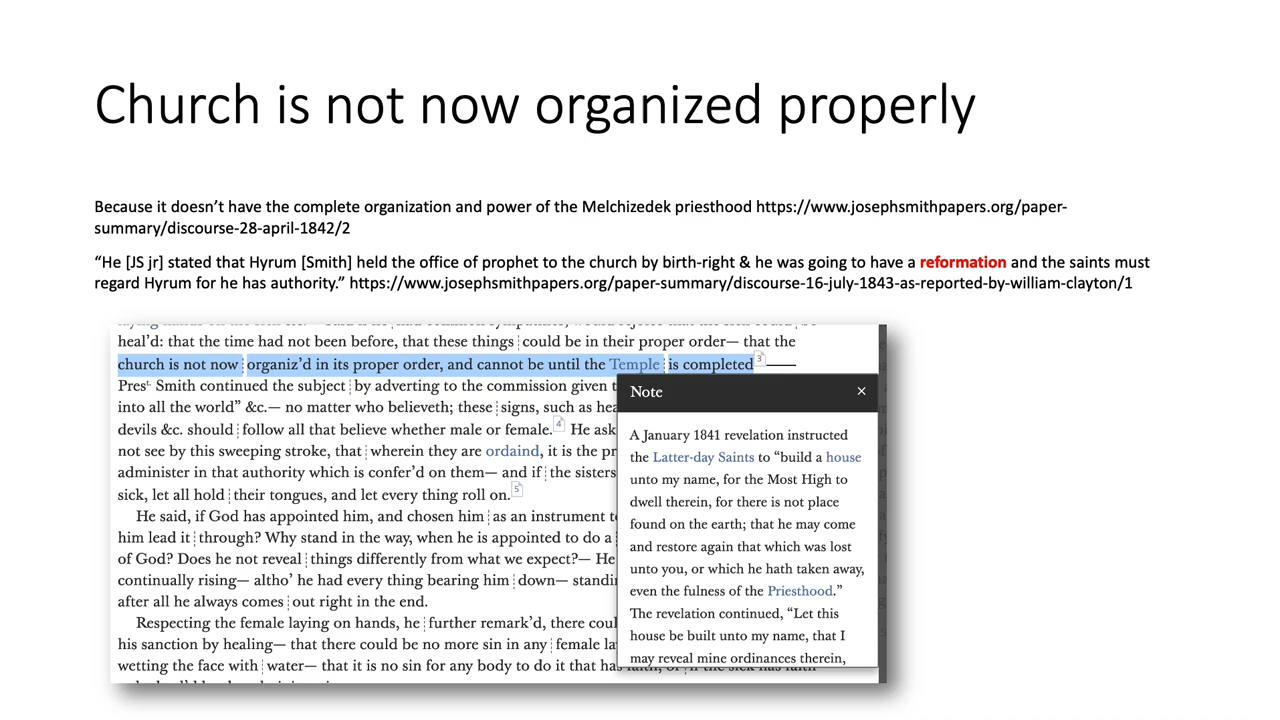 Church is not now organized properly
Because it doesn’t have the complete organization and power of the Melchizedek priesthood https://www.josephsmithpapers.org/paper-
summary/discourse-28-april-1842/2
“He [JS jr] stated that Hyrum [Smith] held the office of prophet to the church by birth-right & he was going to have a reformation and the saints must
regard Hyrum for he has authority.” https://www.josephsmithpapers.org/paper-summary/discourse-16-july-1843-as-reported-by-william-clayton/1
heal’d: that the time had not been before, that these things could be in their proper order— that the
church is not now organiz’d in its proper order, and cannot be until the Temple is completed 3 ——
Presᵗ· Smith continued the subject by adverting to the commission given
into all the world” &c.— no matter who believeth; these signs, such as
devils &c. should follow all that believe whether male or female. 4 He
not see by this sweeping stroke, that wherein they are ordaind, it is the
administer in that authority which is confer’d on them— and if the sisters
sick, let all hold their tongues, and let every thing roll on. 5
He said, if God has appointed him, and chosen him as an instrument
him lead it through? Why stand in the way, when he is appointed to do a
of God? Does he not reveal things differently from what we expect?— He
continually rising— altho’ he had every thing bearing him down—
after all he always comes out right in the end.
Respecting the female laying on hands, he further remark’d, there
his sanction by healing— that there could be no more sin in any female
wetting the face with water— that it is no sin for any body to do it that has faith, or if the sick has faith
Note ×
A January 1841 revelation instructed
the Latter-day Saints to “build a house
unto my name, for the Most High to
dwell therein, for there is not place
found on the earth; that he may come
and restore again that which was lost
unto you, or which he hath taken away,
even the fulness of the Priesthood.”
The revelation continued, “Let this
house be built unto my name, that I
may reveal mine ordinances therein,